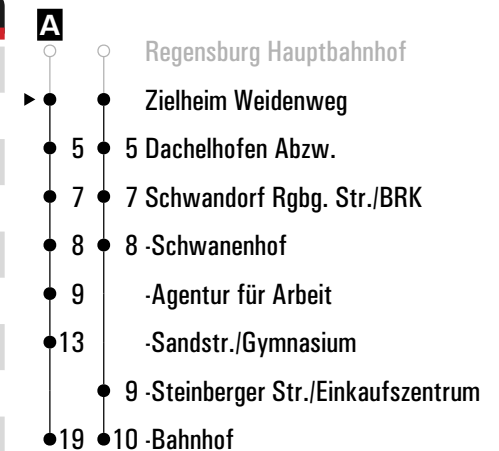 A
Regensburg Hauptbahnhof
Zielheim Weidenweg
5 5 Dachelhofen Abzw.
7 7 Schwandorf Rgbg. Str./BRK
8 8 -Schwanenhof
9 -Agentur für Arbeit
13 -Sandstr./Gymnasium
9 -Steinberger Str./Einkaufszentrum
19 10 -Bahnhof